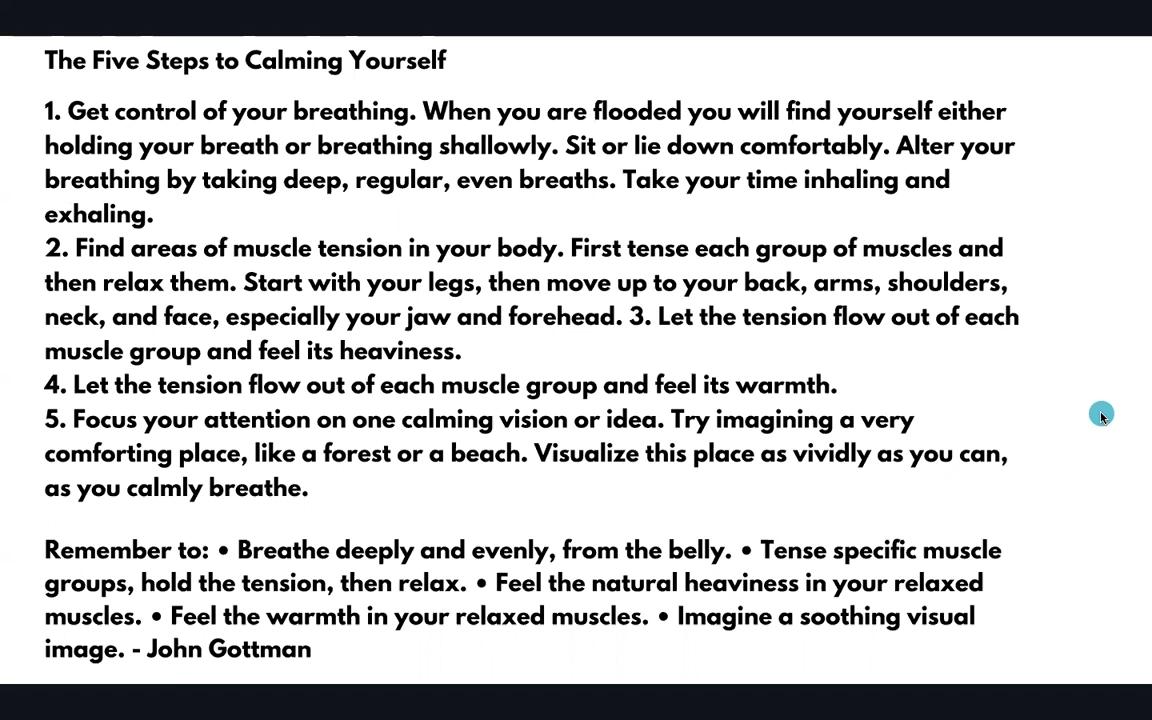 The Five Steps to Calming Yourself
1. Get control of your breathing. When you are flooded you will find yourself either
holding your breath or breathing shallowly. Sit or lie down comfortably. Alter your
breathing by taking deep, regular, even breaths. Take your time inhaling and
exhaling.
2. Find areas of muscle tension in your body. First tense each group of muscles and
then relax them. Start with your legs, then move up to your back, arms, shoulders,
neck, and face, especially your jaw and forehead. 3. Let the tension flow out of each
muscle group and feel its heaviness.
4. Let the tension flow out of each muscle group and feel its warmth.
5. Focus your attention on one calming vision or idea. Try imagining a very
comforting place, like a forest or a beach. Visualize this place as vividly as you can,
as you calmly breathe.
Remember to: • Breathe deeply and evenly, from the belly. • Tense specific muscle
groups, hold the tension, then relax. • Feel the natural heaviness in your relaxed
muscles. • Feel the warmth in your relaxed muscles. • Imagine a soothing visual
image. - John Gottman